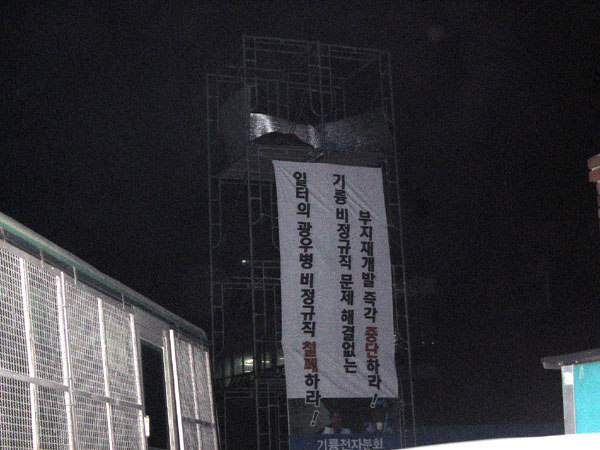 일터의 광우병 비정규직 철폐하라!
기륭 비정규직 문제 해결없는
부지재개발 즉각 중단하라!
기륭전자분회